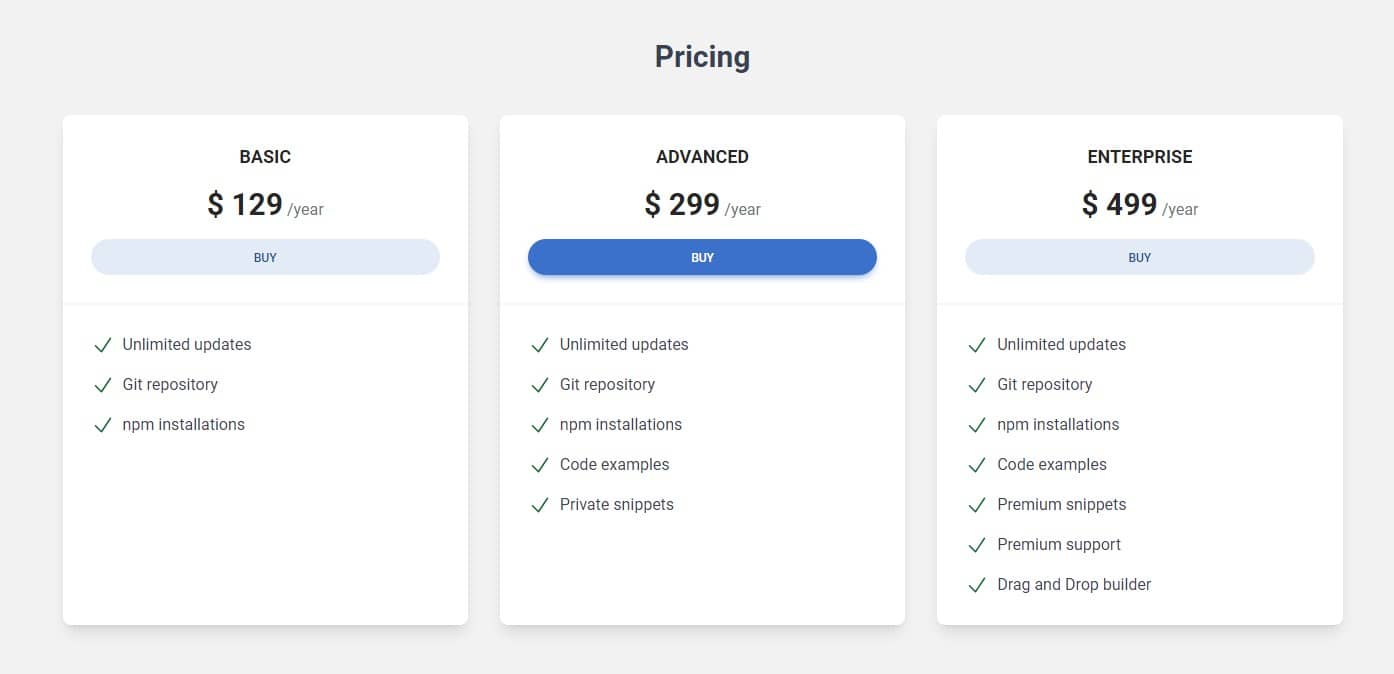 Pricing
BASIC
$ 129 /year
BUY
Unlimited updates
Git repository
npm installations
ADVANCED
$ 299 /year
BUY
Unlimited updates
Git repository
npm installations
Code examples
Private snippets
ENTERPRISE
$ 499 /year
BUY
Unlimited updates
Git repository
npm installations
Code examples
Premium snippets
Premium support
Drag and Drop builder